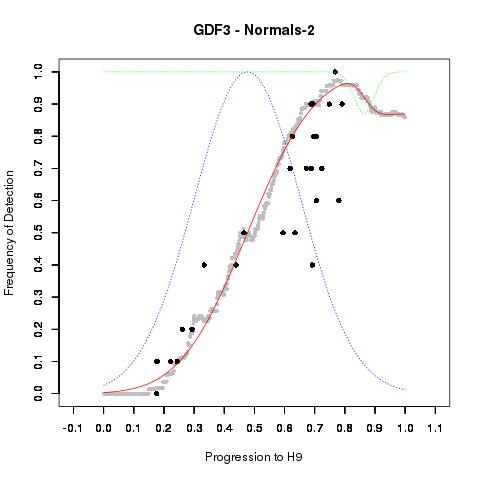 GDF3 - Normals-2
Frequency of Detection
0.0 0.1 0.2 0.3 0.4 0.5 0.6 0.7 0.8 0.9 1.0
-0.1 0.0 0.1 0.2 0.3 0.4 0.5 0.6 0.7 0.8 0.9 1.0 1.1
Progression to H9